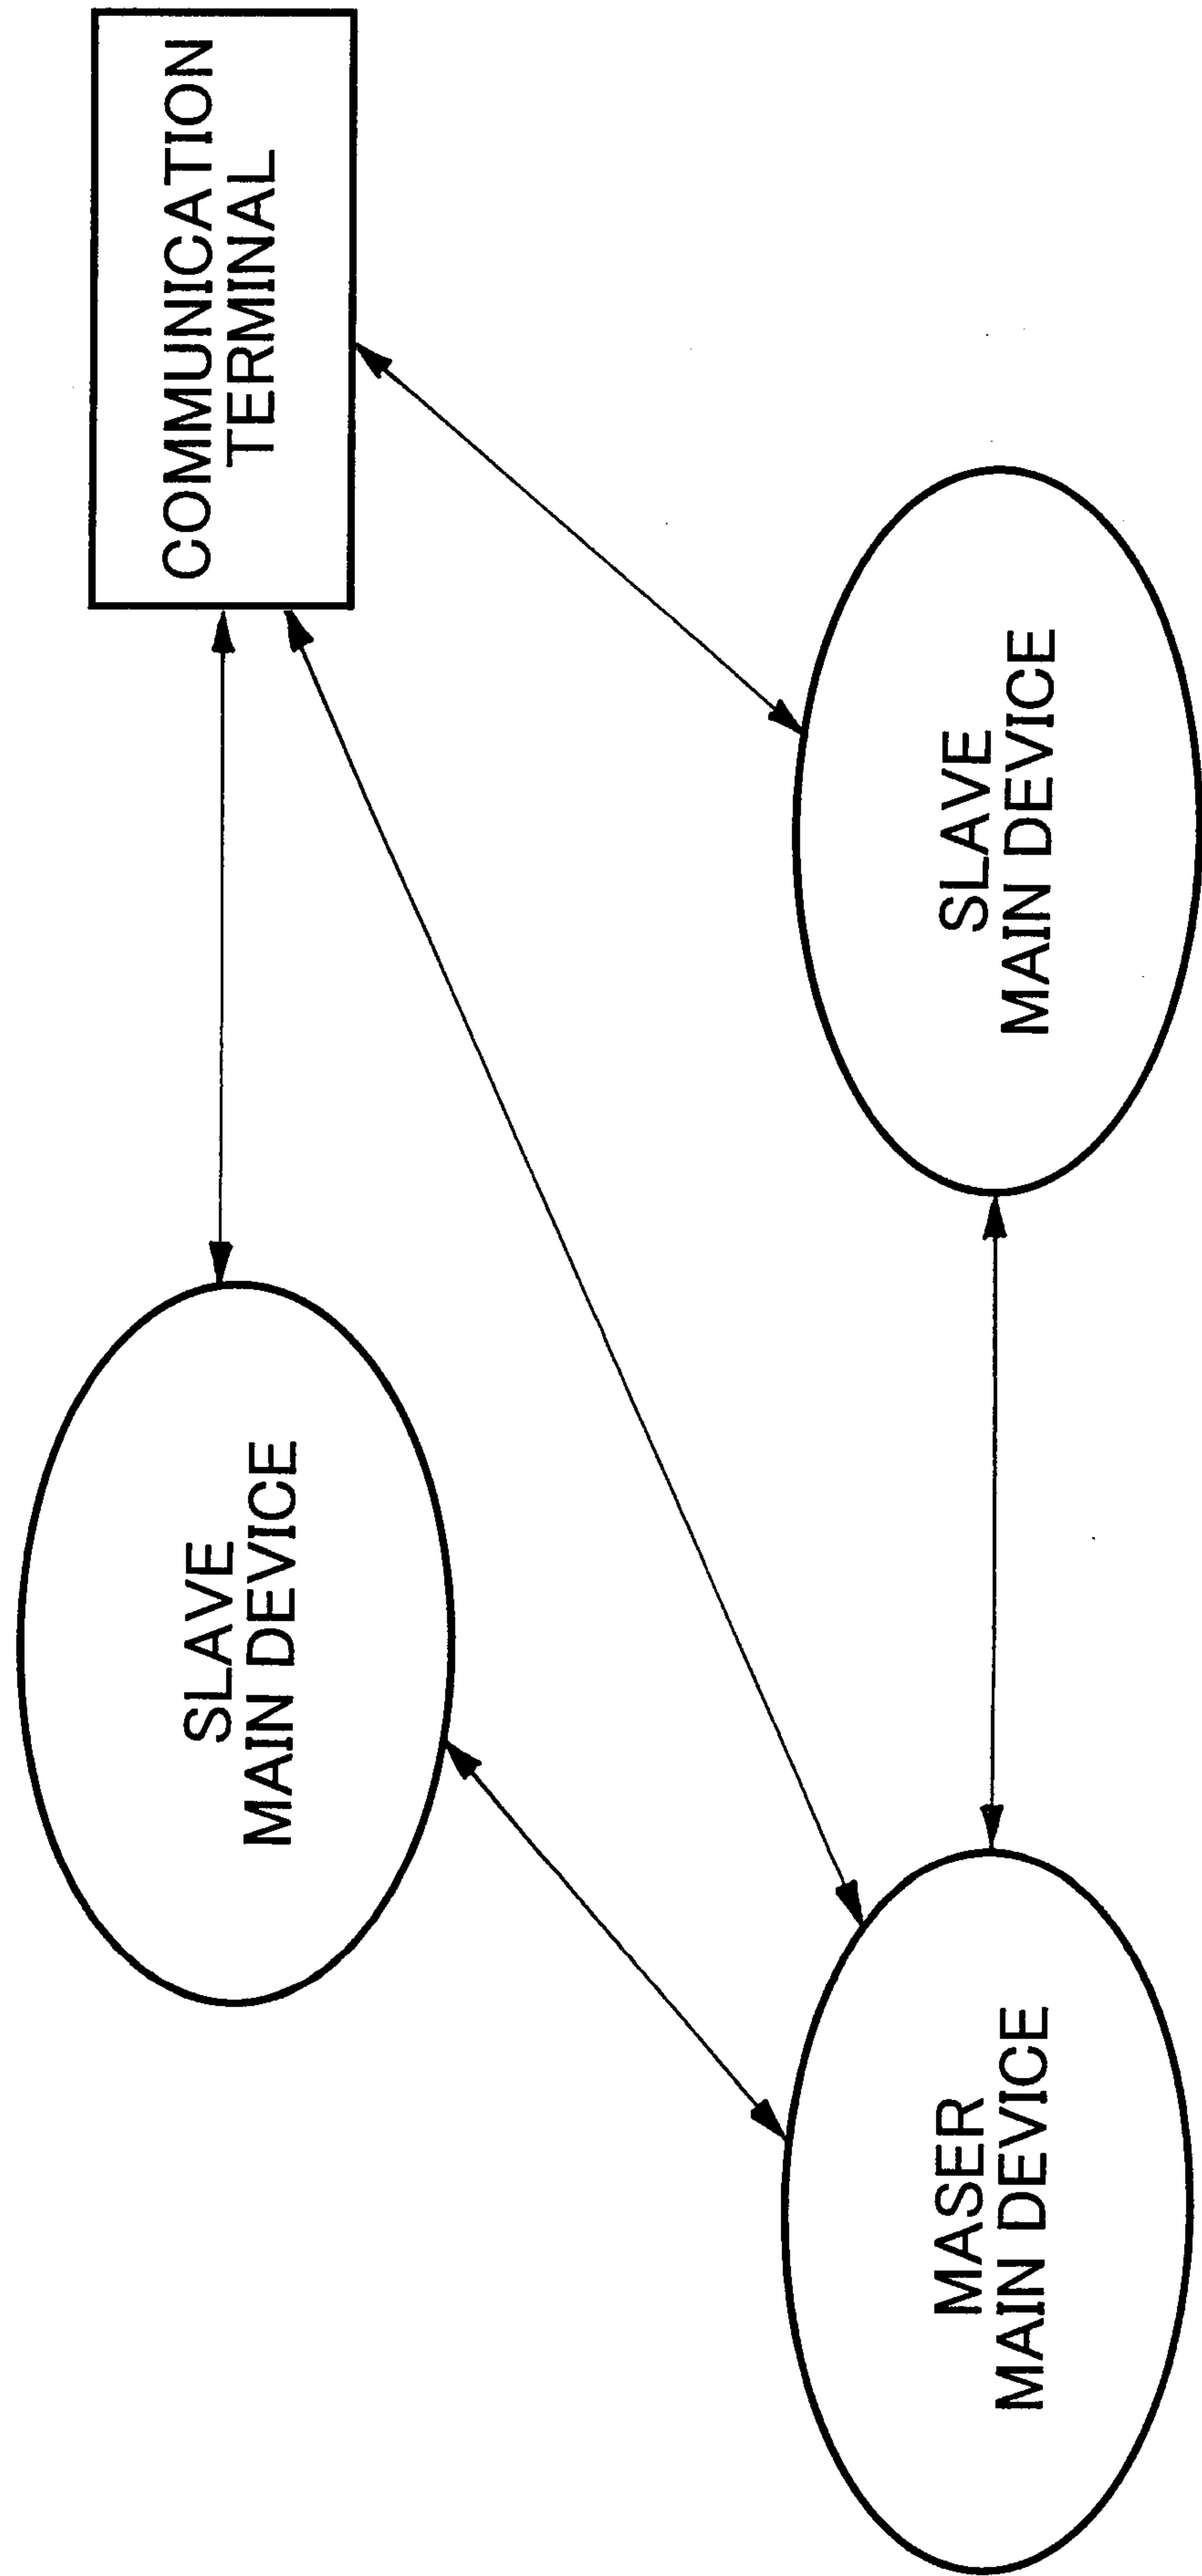 COMMUNICATION
TERMINAL
SLAVE
MAIN DEVICE
SLAVE
MAIN DEVICE
MASER
MAIN DEVICE